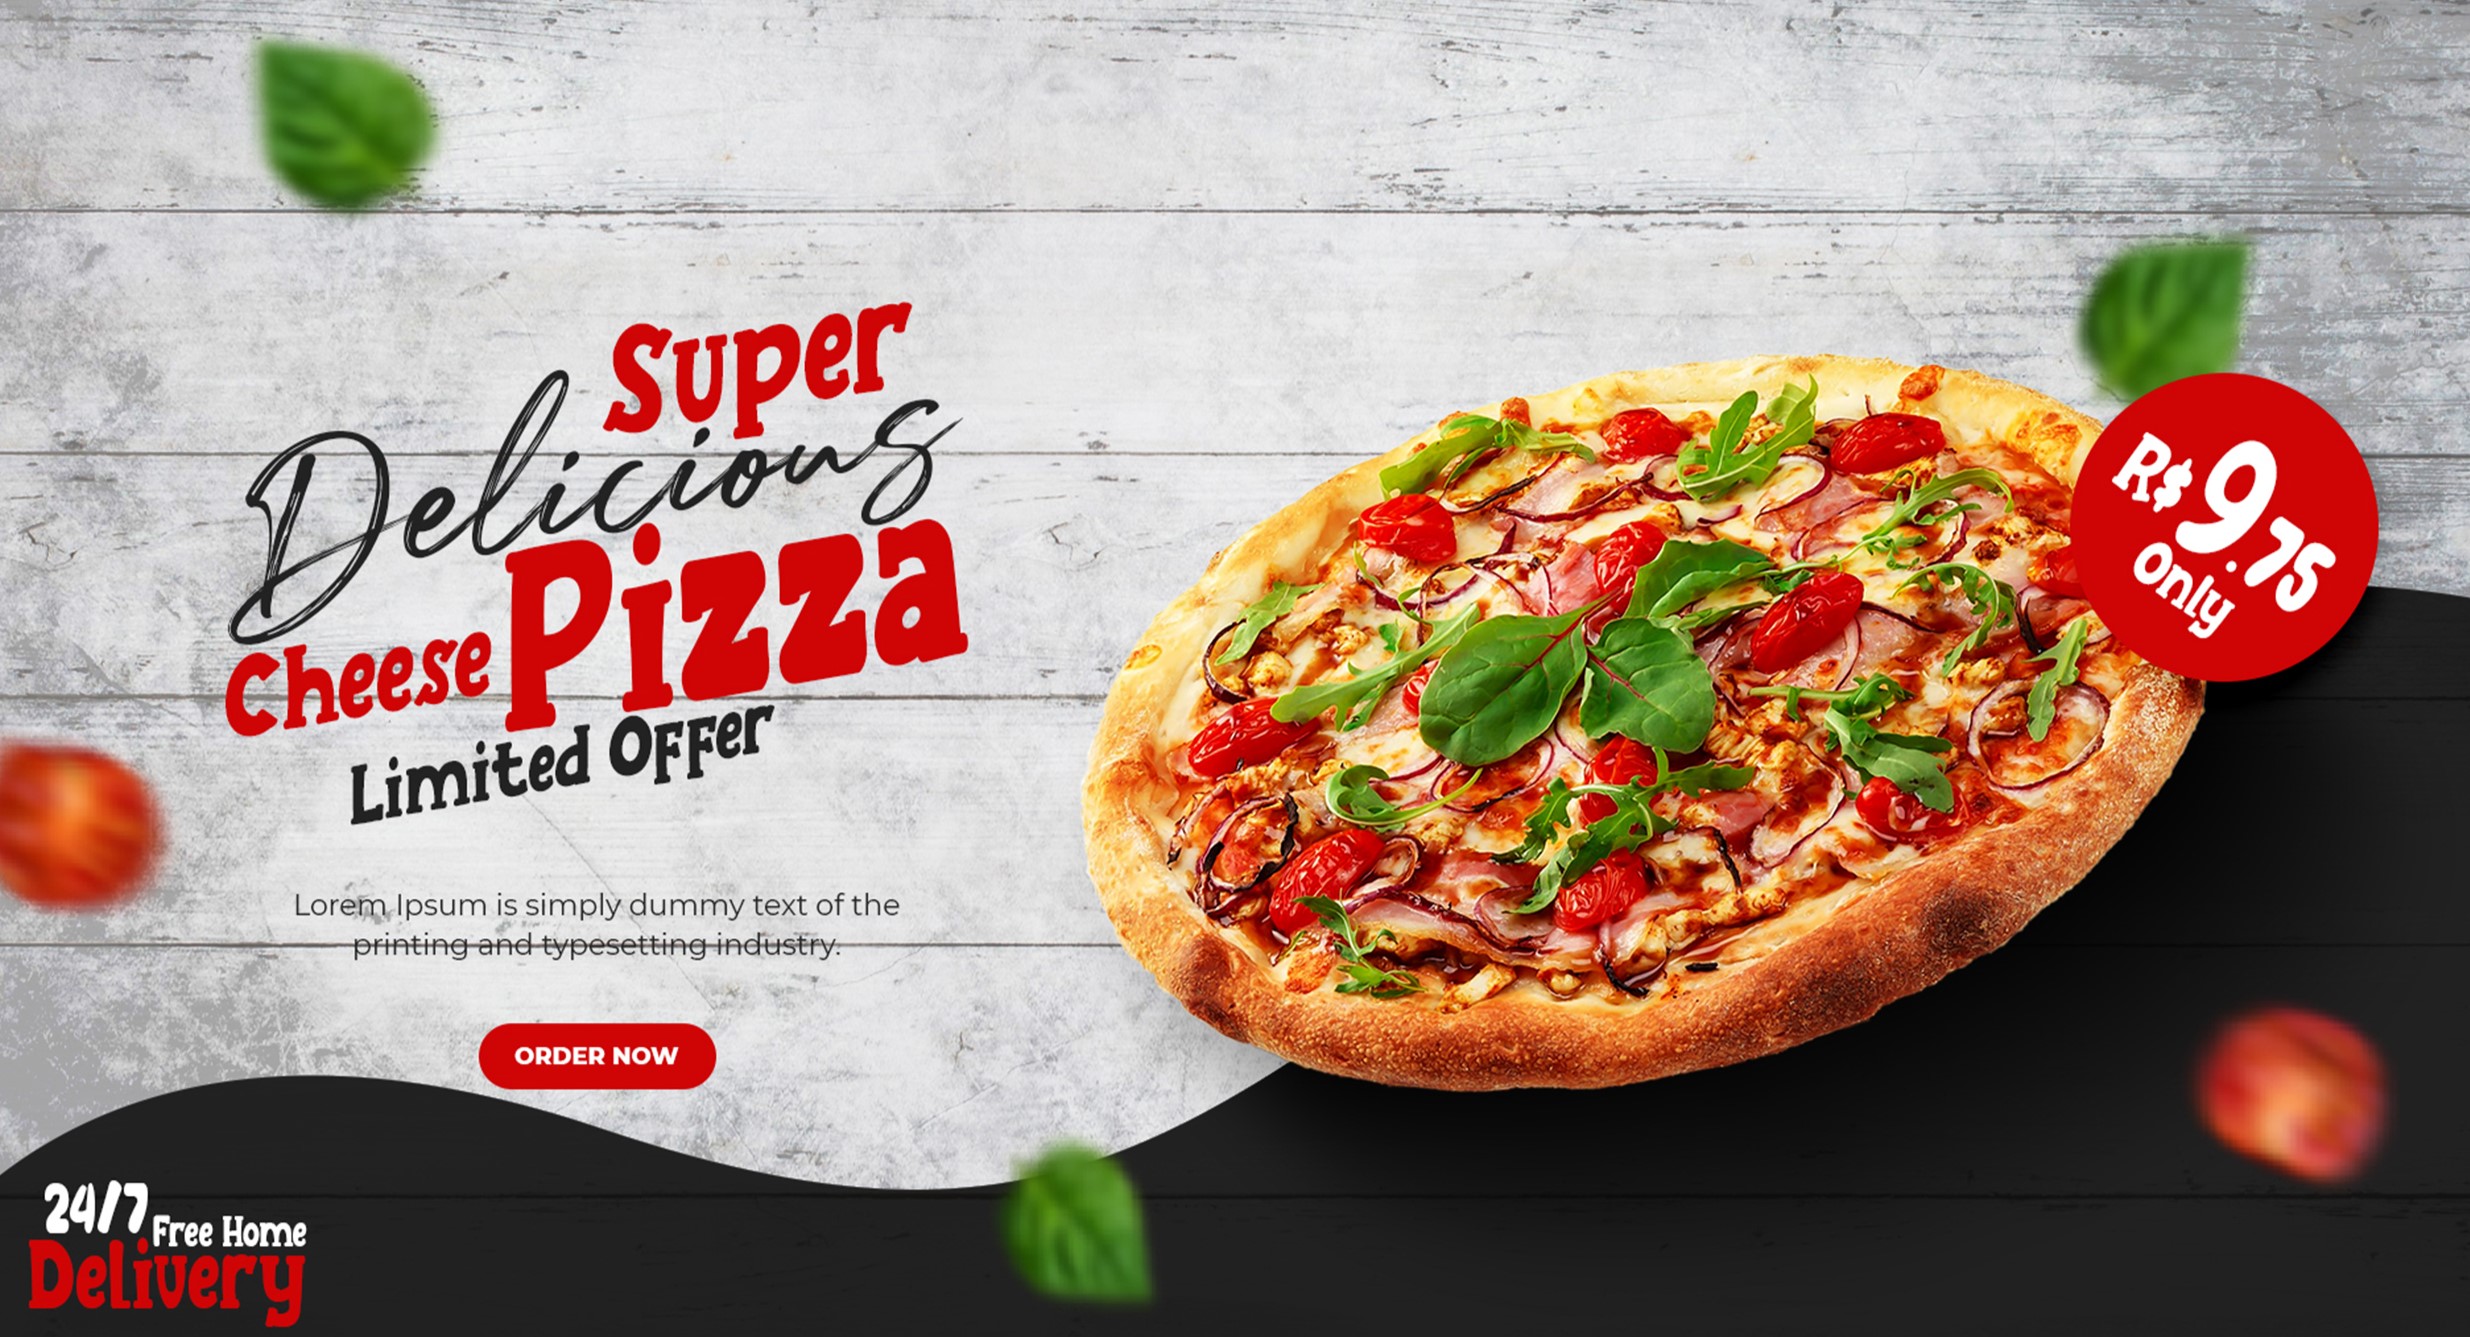 Super
Delicious
Cheese Pizza
Limited Offer
Lorem Ipsum is simply dummy text of the
printing and typesetting industry.
ORDER NOW
R$9.75
Only
24/7 Free Home
Delivery